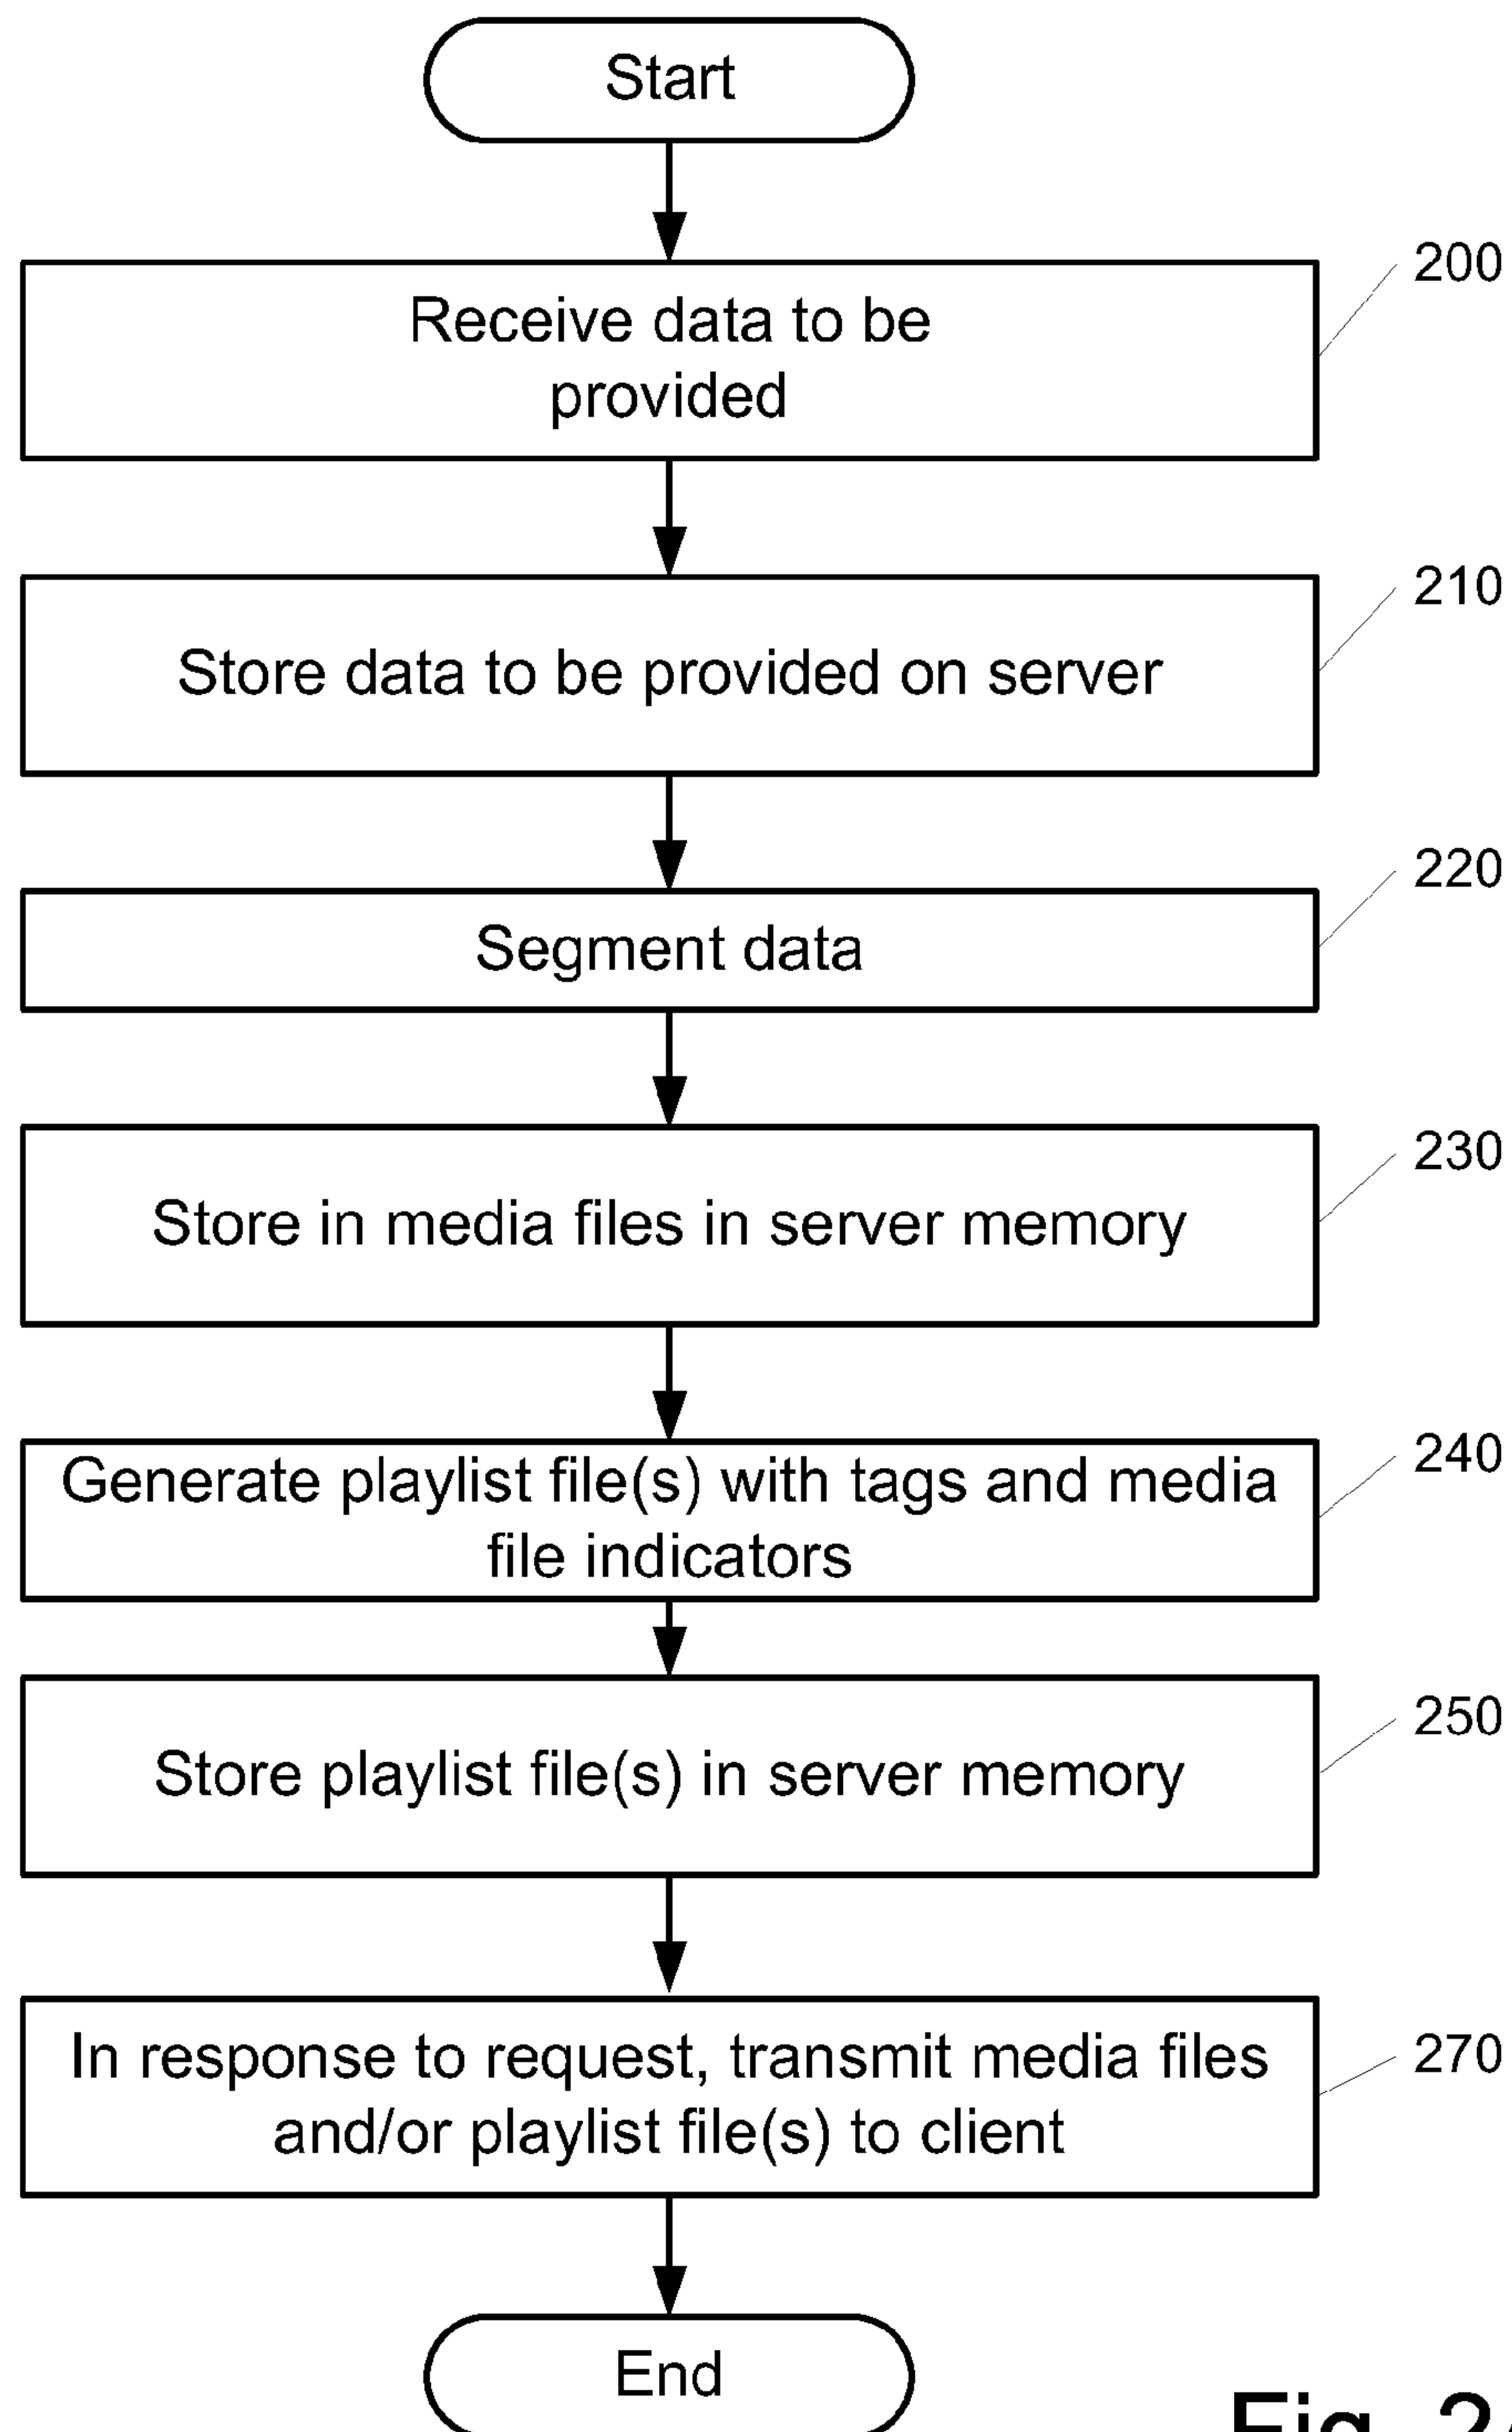 Start
200
Receive data to be
provided
210
Store data to be provided on server
220
Segment data
230
Store in media files in server memory
240
Generate playlist file(s) with tags and media
file indicators
250
Store playlist file(s) in server memory
270
In response to request, transmit media files
and/or playlist file(s) to client
End
Fig.